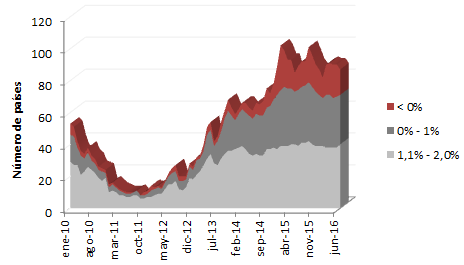 Número de países
120
100
80
60
40
20
0
ene-10
ago-10
mar-11
oct-11
may-12
dic-12
jul-13
feb-14
sep-14
abr-15
nov-15
jun-16
< 0%
0% - 1%
1,1% - 2,0%